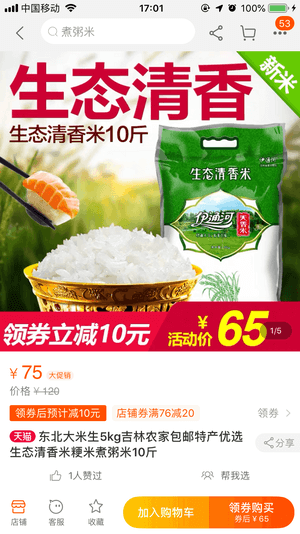 中国移动 17:01 100%
煮粥米
53
新米
生态清香
生态清香米10斤
生态清香米
伊通河
天香米
领券立减10元
活动价 ¥65
1/5
¥75 大促销
价格 ¥120
领券后预计减10元 店铺券满76减20 领券
天猫 东北大米生5kg吉林农家包邮特产优选
生态清香米粳米煮粥米10斤
分享
1人赞过 帮我选
店铺 客服 收藏 加入购物车 领券购买
券后 ¥65